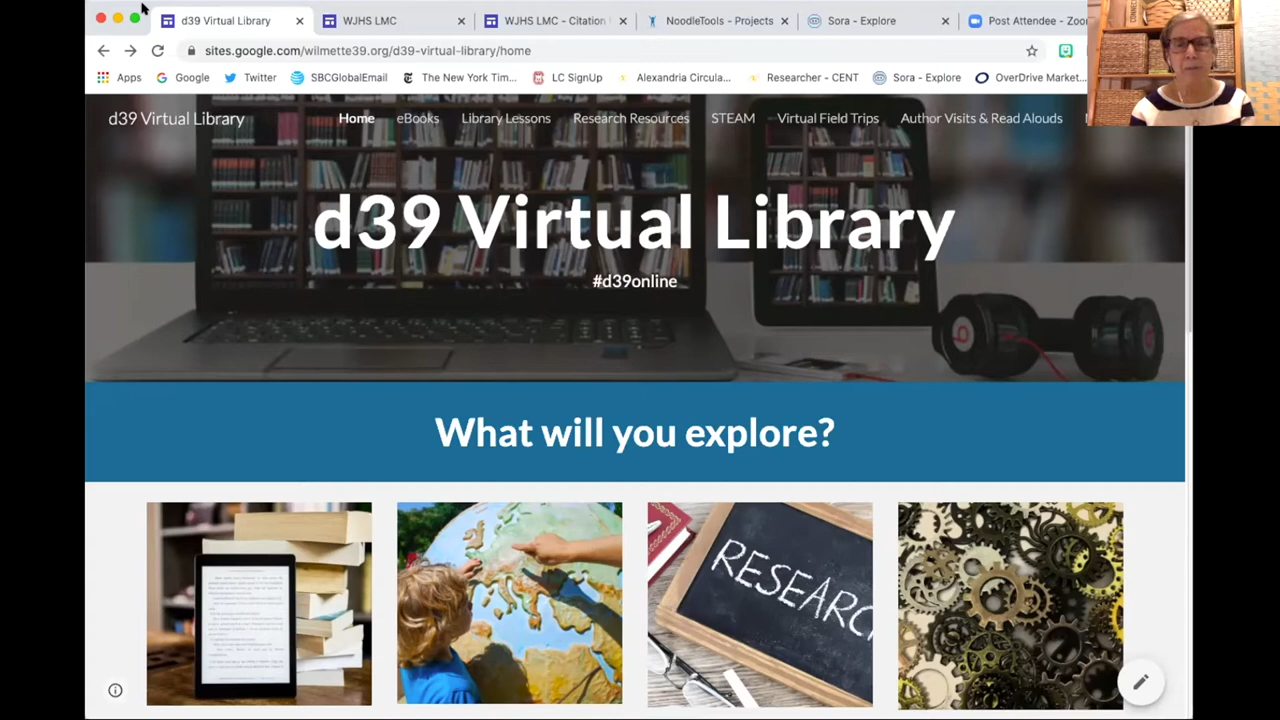 d39 Virtual Library
WJHS LMC
WJHS LMC - Citation
NoodleTools - Projects
Sora - Explore
Post Attendee - Zoo
sites.google.com/wilmette39.org/d39-virtual-library/home
Apps
Google
Twitter
SBCGlobalEmail
The New York Tim...
LC SignUp
Alexandria Circula...
Researcher - CENT
Sora - Explore
OverDrive Market...
d39 Virtual Library
Home
eBooks
Library Lessons
Research Resources
STEAM
Virtual Field Trips
Author Visits & Read Alouds
d39 Virtual Library
#d39online
What will you explore?
RESEARC